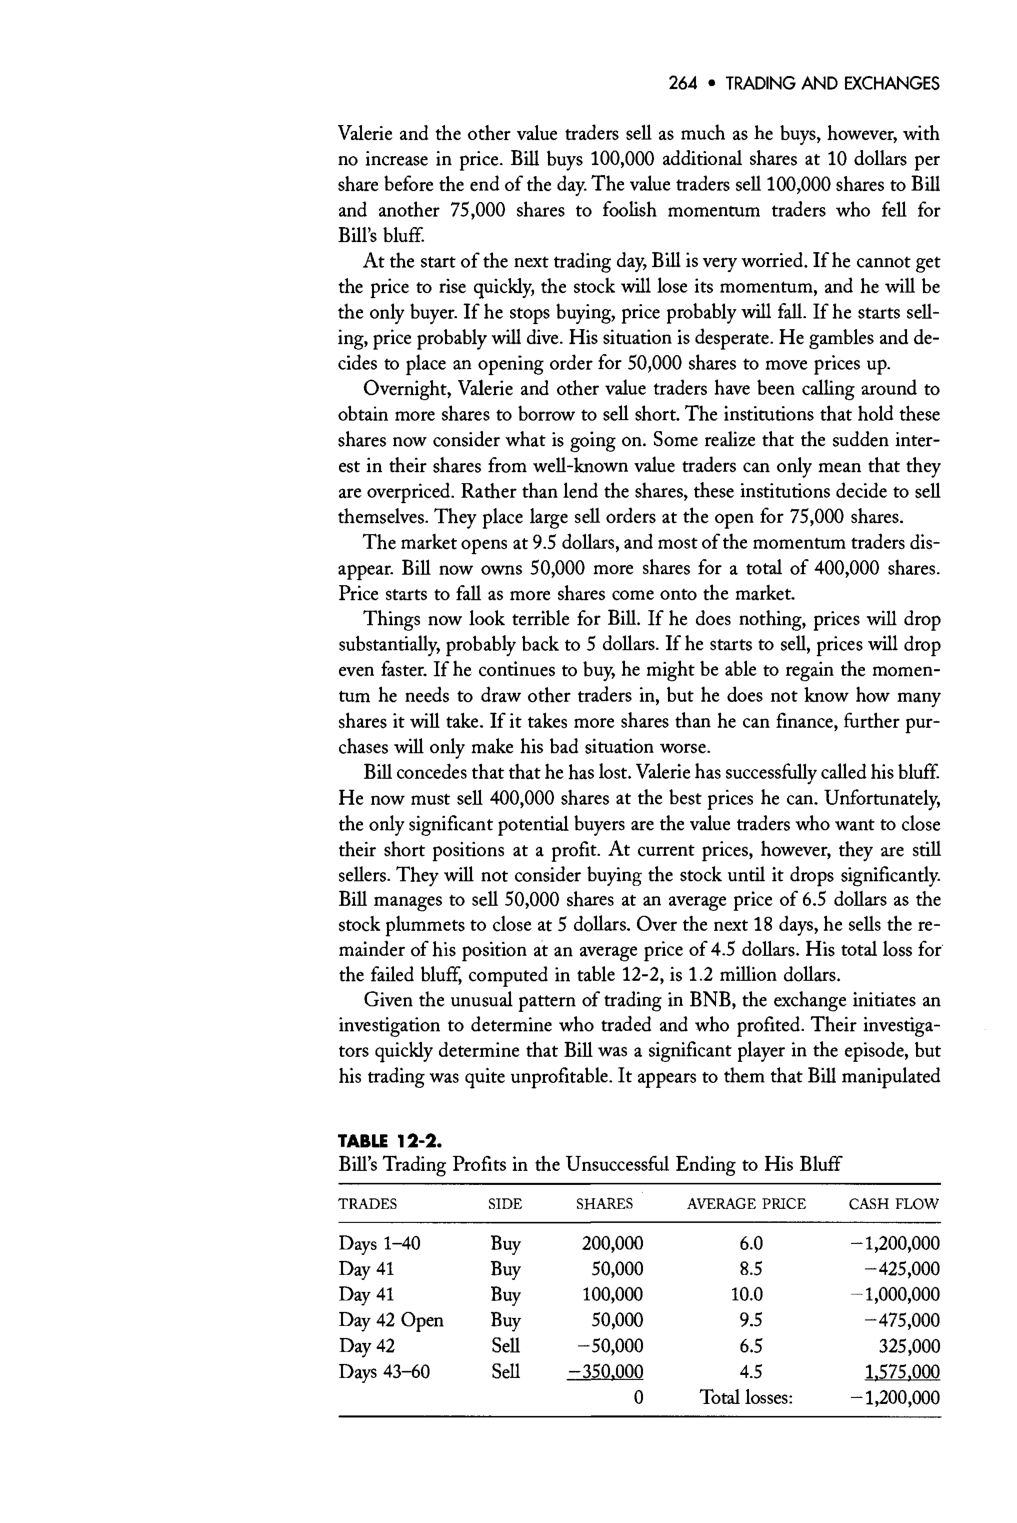 264 • TRADING AND EXCHANGES
Valerie and the other value traders sell as much as he buys, however, with
no increase in price. Bill buys 100,000 additional shares at 10 dollars per
share before the end of the day. The value traders sell 100,000 shares to Bill
and another 75,000 shares to foolish momentum traders who fell for
Bill's bluff.
At the start of the next trading day, Bill is very worried. If he cannot get
the price to rise quickly, the stock will lose its momentum, and he will be
the only buyer. If he stops buying, price probably will fall. If he starts sell-
ing, price probably will dive. His situation is desperate. He gambles and de-
cides to place an opening order for 50,000 shares to move prices up.
Overnight, Valerie and other value traders have been calling around to
obtain more shares to borrow to sell short. The institutions that hold these
shares now consider what is going on. Some realize that the sudden inter-
est in their shares from well-known value traders can only mean that they
are overpriced. Rather than lend the shares, these institutions decide to sell
themselves. They place large sell orders at the open for 75,000 shares.
The market opens at 9.5 dollars, and most of the momentum traders dis-
appear. Bill now owns 50,000 more shares for a total of 400,000 shares.
Price starts to fall as more shares come onto the market.
Things now look terrible for Bill. If he does nothing, prices will drop
substantially, probably back to 5 dollars. If he starts to sell, prices will drop
even faster. If he continues to buy, he might be able to regain the momen-
tum he needs to draw other traders in, but he does not know how many
shares it will take. If it takes more shares than he can finance, further pur-
chases will only make his bad situation worse.
Bill concedes that that he has lost. Valerie has successfully called his bluff.
He now must sell 400,000 shares at the best prices he can. Unfortunately,
the only significant potential buyers are the value traders who want to close
their short positions at a profit. At current prices, however, they are still
sellers. They will not consider buying the stock until it drops significantly.
Bill manages to sell 50,000 shares at an average price of 6.5 dollars as the
stock plummets to close at 5 dollars. Over the next 18 days, he sells the re-
mainder of his position at an average price of 4.5 dollars. His total loss for
the failed bluff, computed in table 12-2, is 1.2 million dollars.
Given the unusual pattern of trading in BNB, the exchange initiates an
investigation to determine who traded and who profited. Their investiga-
tors quickly determine that Bill was a significant player in the episode, but
his trading was quite unprofitable. It appears to them that Bill manipulated
TABLE 12-2.
Bill's Trading Profits in the Unsuccessful Ending to His Bluff
TRADES SIDE SHARES AVERAGE PRICE CASH FLOW
Days 1–40 Buy 200,000 6.0 −1,200,000
Day 41 Buy 50,000 8.5 −425,000
Day 41 Buy 100,000 10.0 −1,000,000
Day 42 Open Buy 50,000 9.5 −475,000
Day 42 Sell −50,000 6.5 325,000
Days 43–60 Sell −350,000 4.5 1,575,000
0 Total losses: −1,200,000